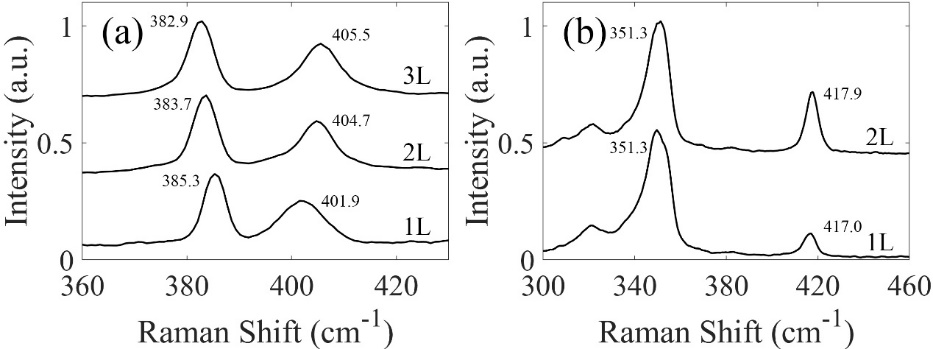 (a)
382.9
405.5
3L
383.7
404.7
2L
385.3
401.9
1L
1
0.5
0
Intensity (a.u.)
360 380 400 420
Raman Shift (cm⁻¹)
(b)
351.3
417.9
2L
351.3
417.0
1L
1
0.5
0
Intensity (a.u.)
300 340 380 420 460
Raman Shift (cm⁻¹)